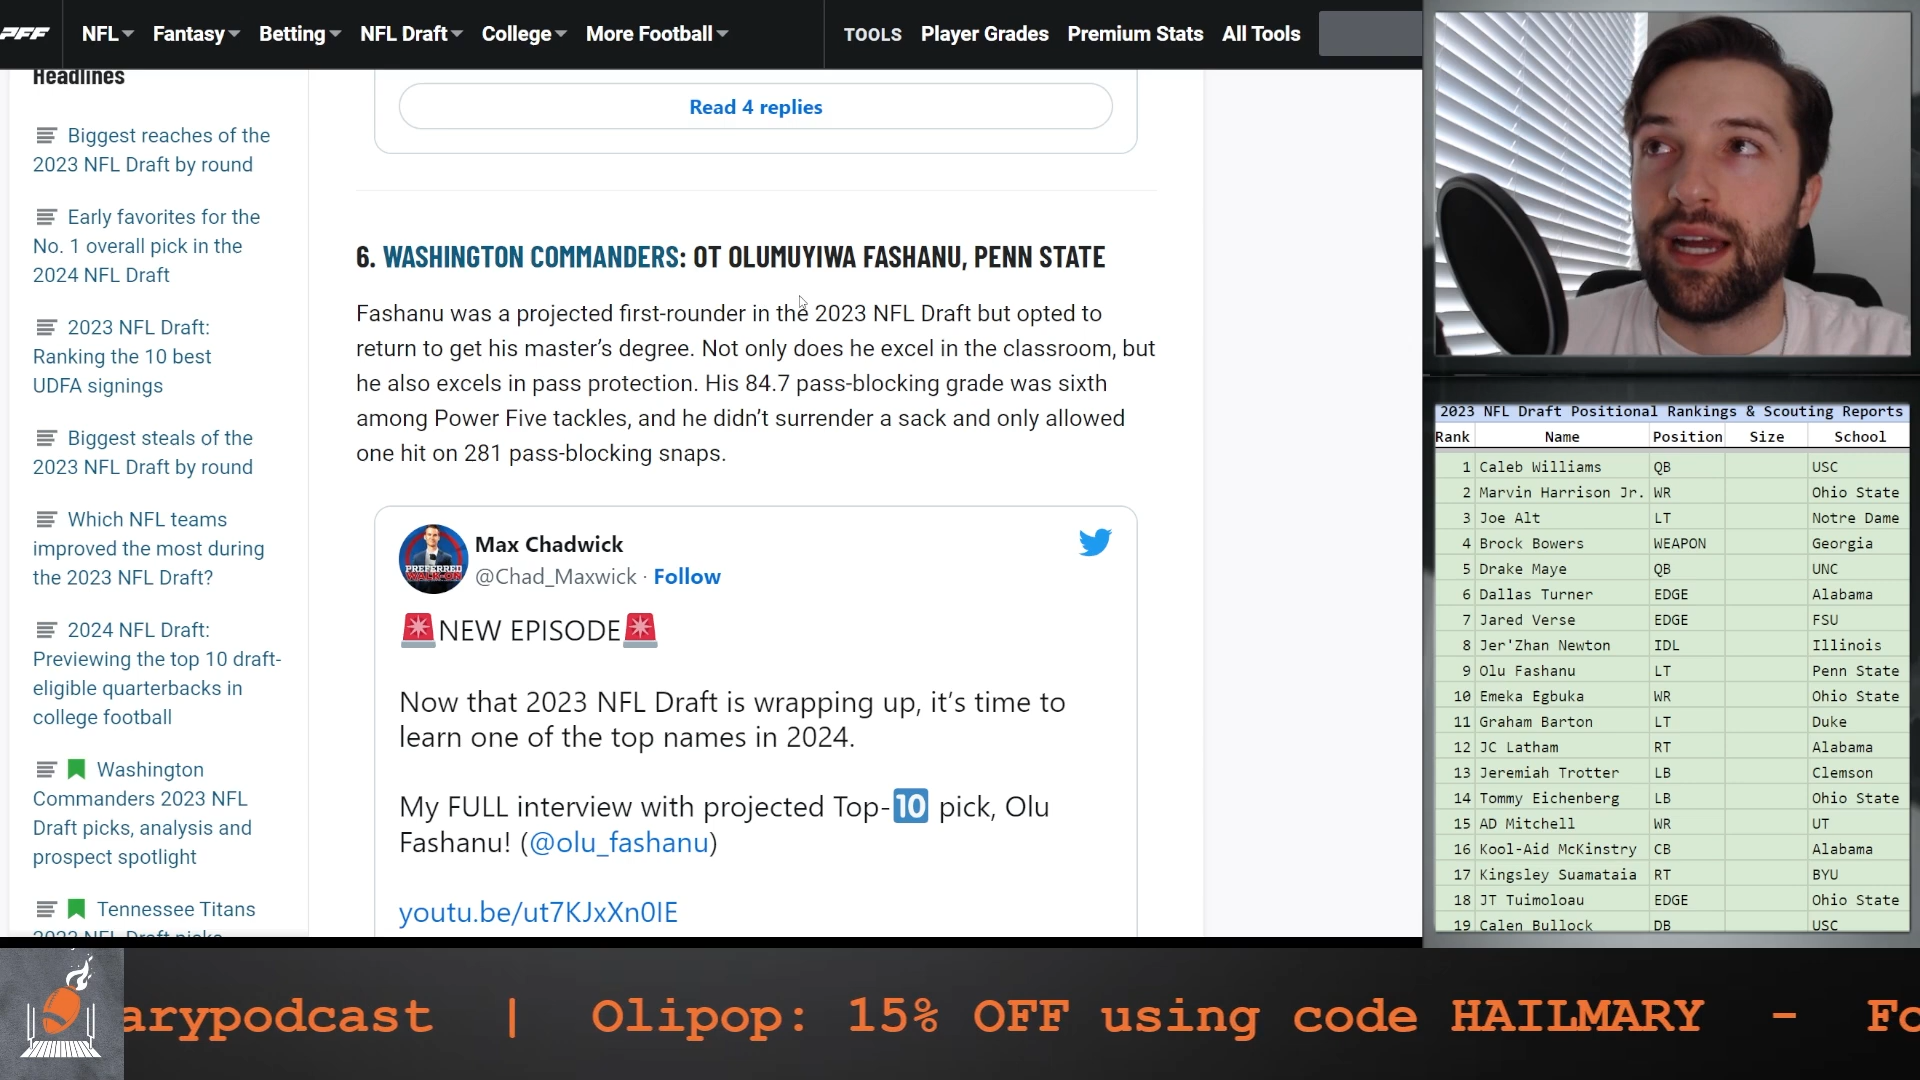 PFF
NFL
Fantasy
Betting
NFL Draft
College
More Football
TOOLS
Player Grades
Premium Stats
All Tools
Headlines
Biggest reaches of the
2023 NFL Draft by round
Early favorites for the
No. 1 overall pick in the
2024 NFL Draft
2023 NFL Draft:
Ranking the 10 best
UDFA signings
Biggest steals of the
2023 NFL Draft by round
Which NFL teams
improved the most during
the 2023 NFL Draft?
2024 NFL Draft:
Previewing the top 10 draft-
eligible quarterbacks in
college football
Washington
Commanders 2023 NFL
Draft picks, analysis and
prospect spotlight
Tennessee Titans
2023 NFL Draft picks
Read 4 replies
6. WASHINGTON COMMANDERS: OT OLUMUYIWA FASHANU, PENN STATE
Fashanu was a projected first-rounder in the 2023 NFL Draft but opted to
return to get his master’s degree. Not only does he excel in the classroom, but
he also excels in pass protection. His 84.7 pass-blocking grade was sixth
among Power Five tackles, and he didn’t surrender a sack and only allowed
one hit on 281 pass-blocking snaps.
PREFERRED
WALK-ON
Max Chadwick
@Chad_Maxwick · Follow
🚨NEW EPISODE🚨
Now that 2023 NFL Draft is wrapping up, it’s time to
learn one of the top names in 2024.
My FULL interview with projected Top-🔟 pick, Olu
Fashanu! (@olu_fashanu)
youtu.be/ut7KJxXn0IE
2023 NFL Draft Positional Rankings & Scouting Reports
Rank Name Position Size School
1 Caleb Williams QB USC
2 Marvin Harrison Jr. WR Ohio State
3 Joe Alt LT Notre Dame
4 Brock Bowers WEAPON Georgia
5 Drake Maye QB UNC
6 Dallas Turner EDGE Alabama
7 Jared Verse EDGE FSU
8 Jer'Zhan Newton IDL Illinois
9 Olu Fashanu LT Penn State
10 Emeka Egbuka WR Ohio State
11 Graham Barton LT Duke
12 JC Latham RT Alabama
13 Jeremiah Trotter LB Clemson
14 Tommy Eichenberg LB Ohio State
15 AD Mitchell WR UT
16 Kool-Aid McKinstry CB Alabama
17 Kingsley Suamataia RT BYU
18 JT Tuimoloau EDGE Ohio State
19 Calen Bullock DB USC
arypodcast | Olipop: 15% OFF using code HAILMARY - Fo